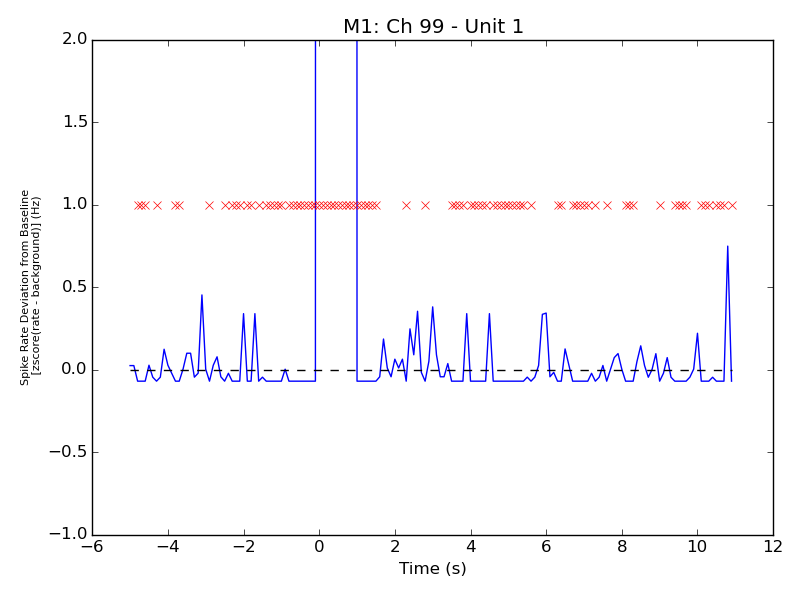 M1: Ch 99 - Unit 1
2.0
1.5
1.0
0.5
0.0
−0.5
−1.0
Spike Rate Deviation from Baseline
[zscore(rate - background)] (Hz)
−6 −4 −2 0 2 4 6 8 10 12
Time (s)